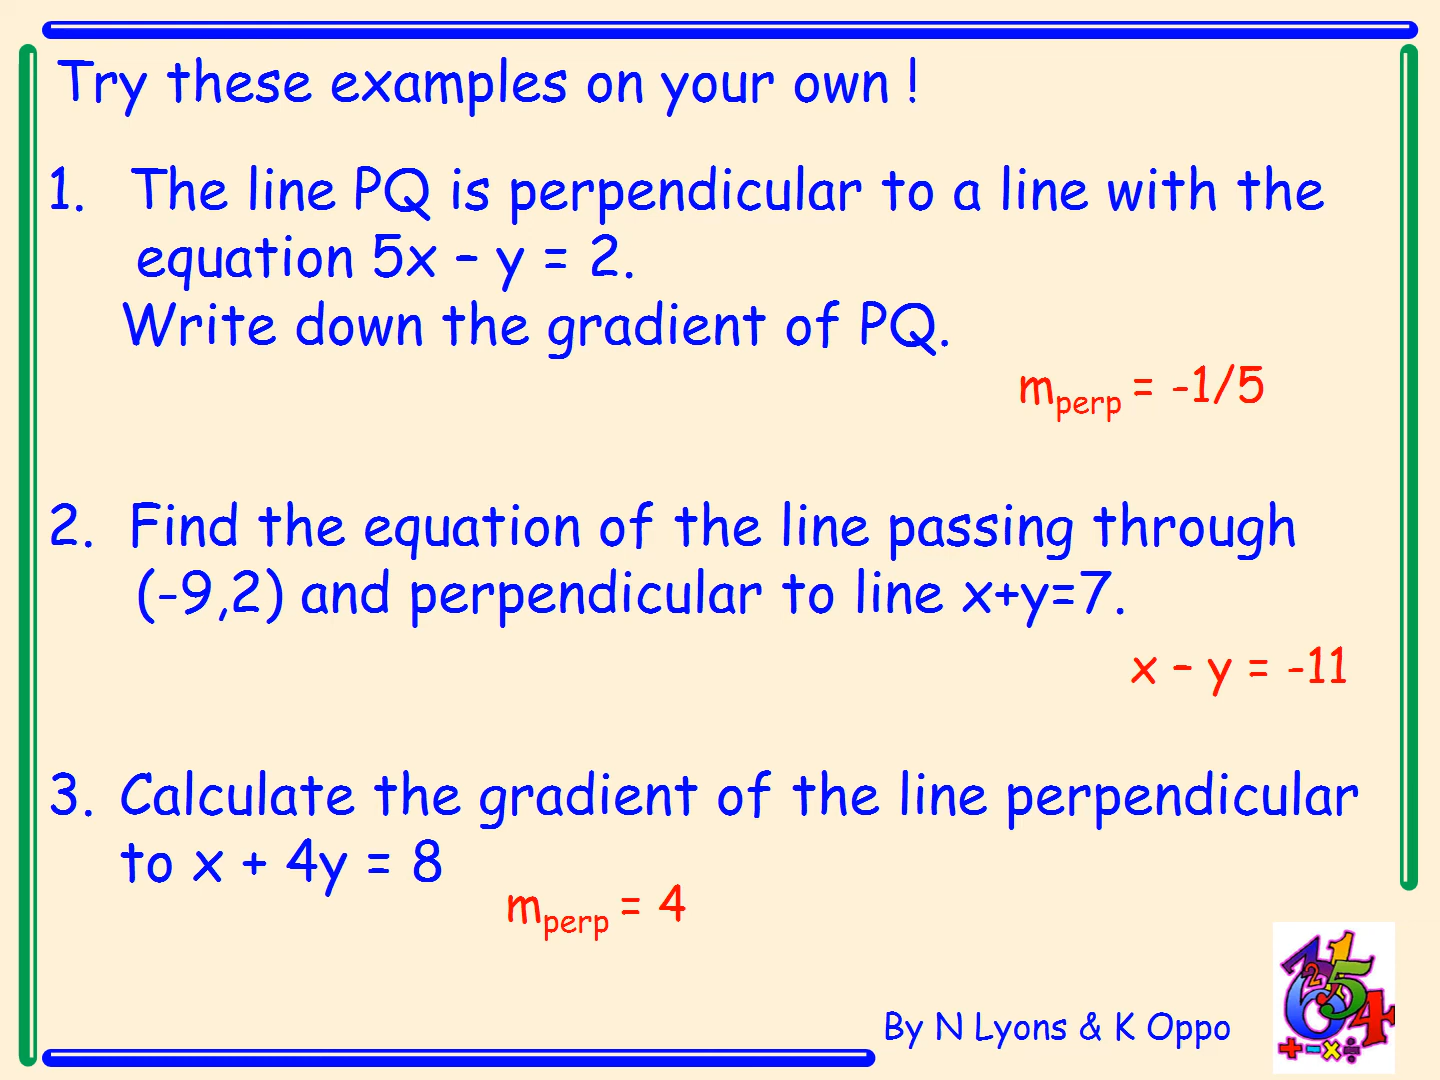 Try these examples on your own !
1. The line PQ is perpendicular to a line with the
equation 5x – y = 2.
Write down the gradient of PQ.
mperp = -1/5
2. Find the equation of the line passing through
(-9,2) and perpendicular to line x+y=7.
x – y = -11
3. Calculate the gradient of the line perpendicular
to x + 4y = 8
mperp = 4
By N Lyons & K Oppo